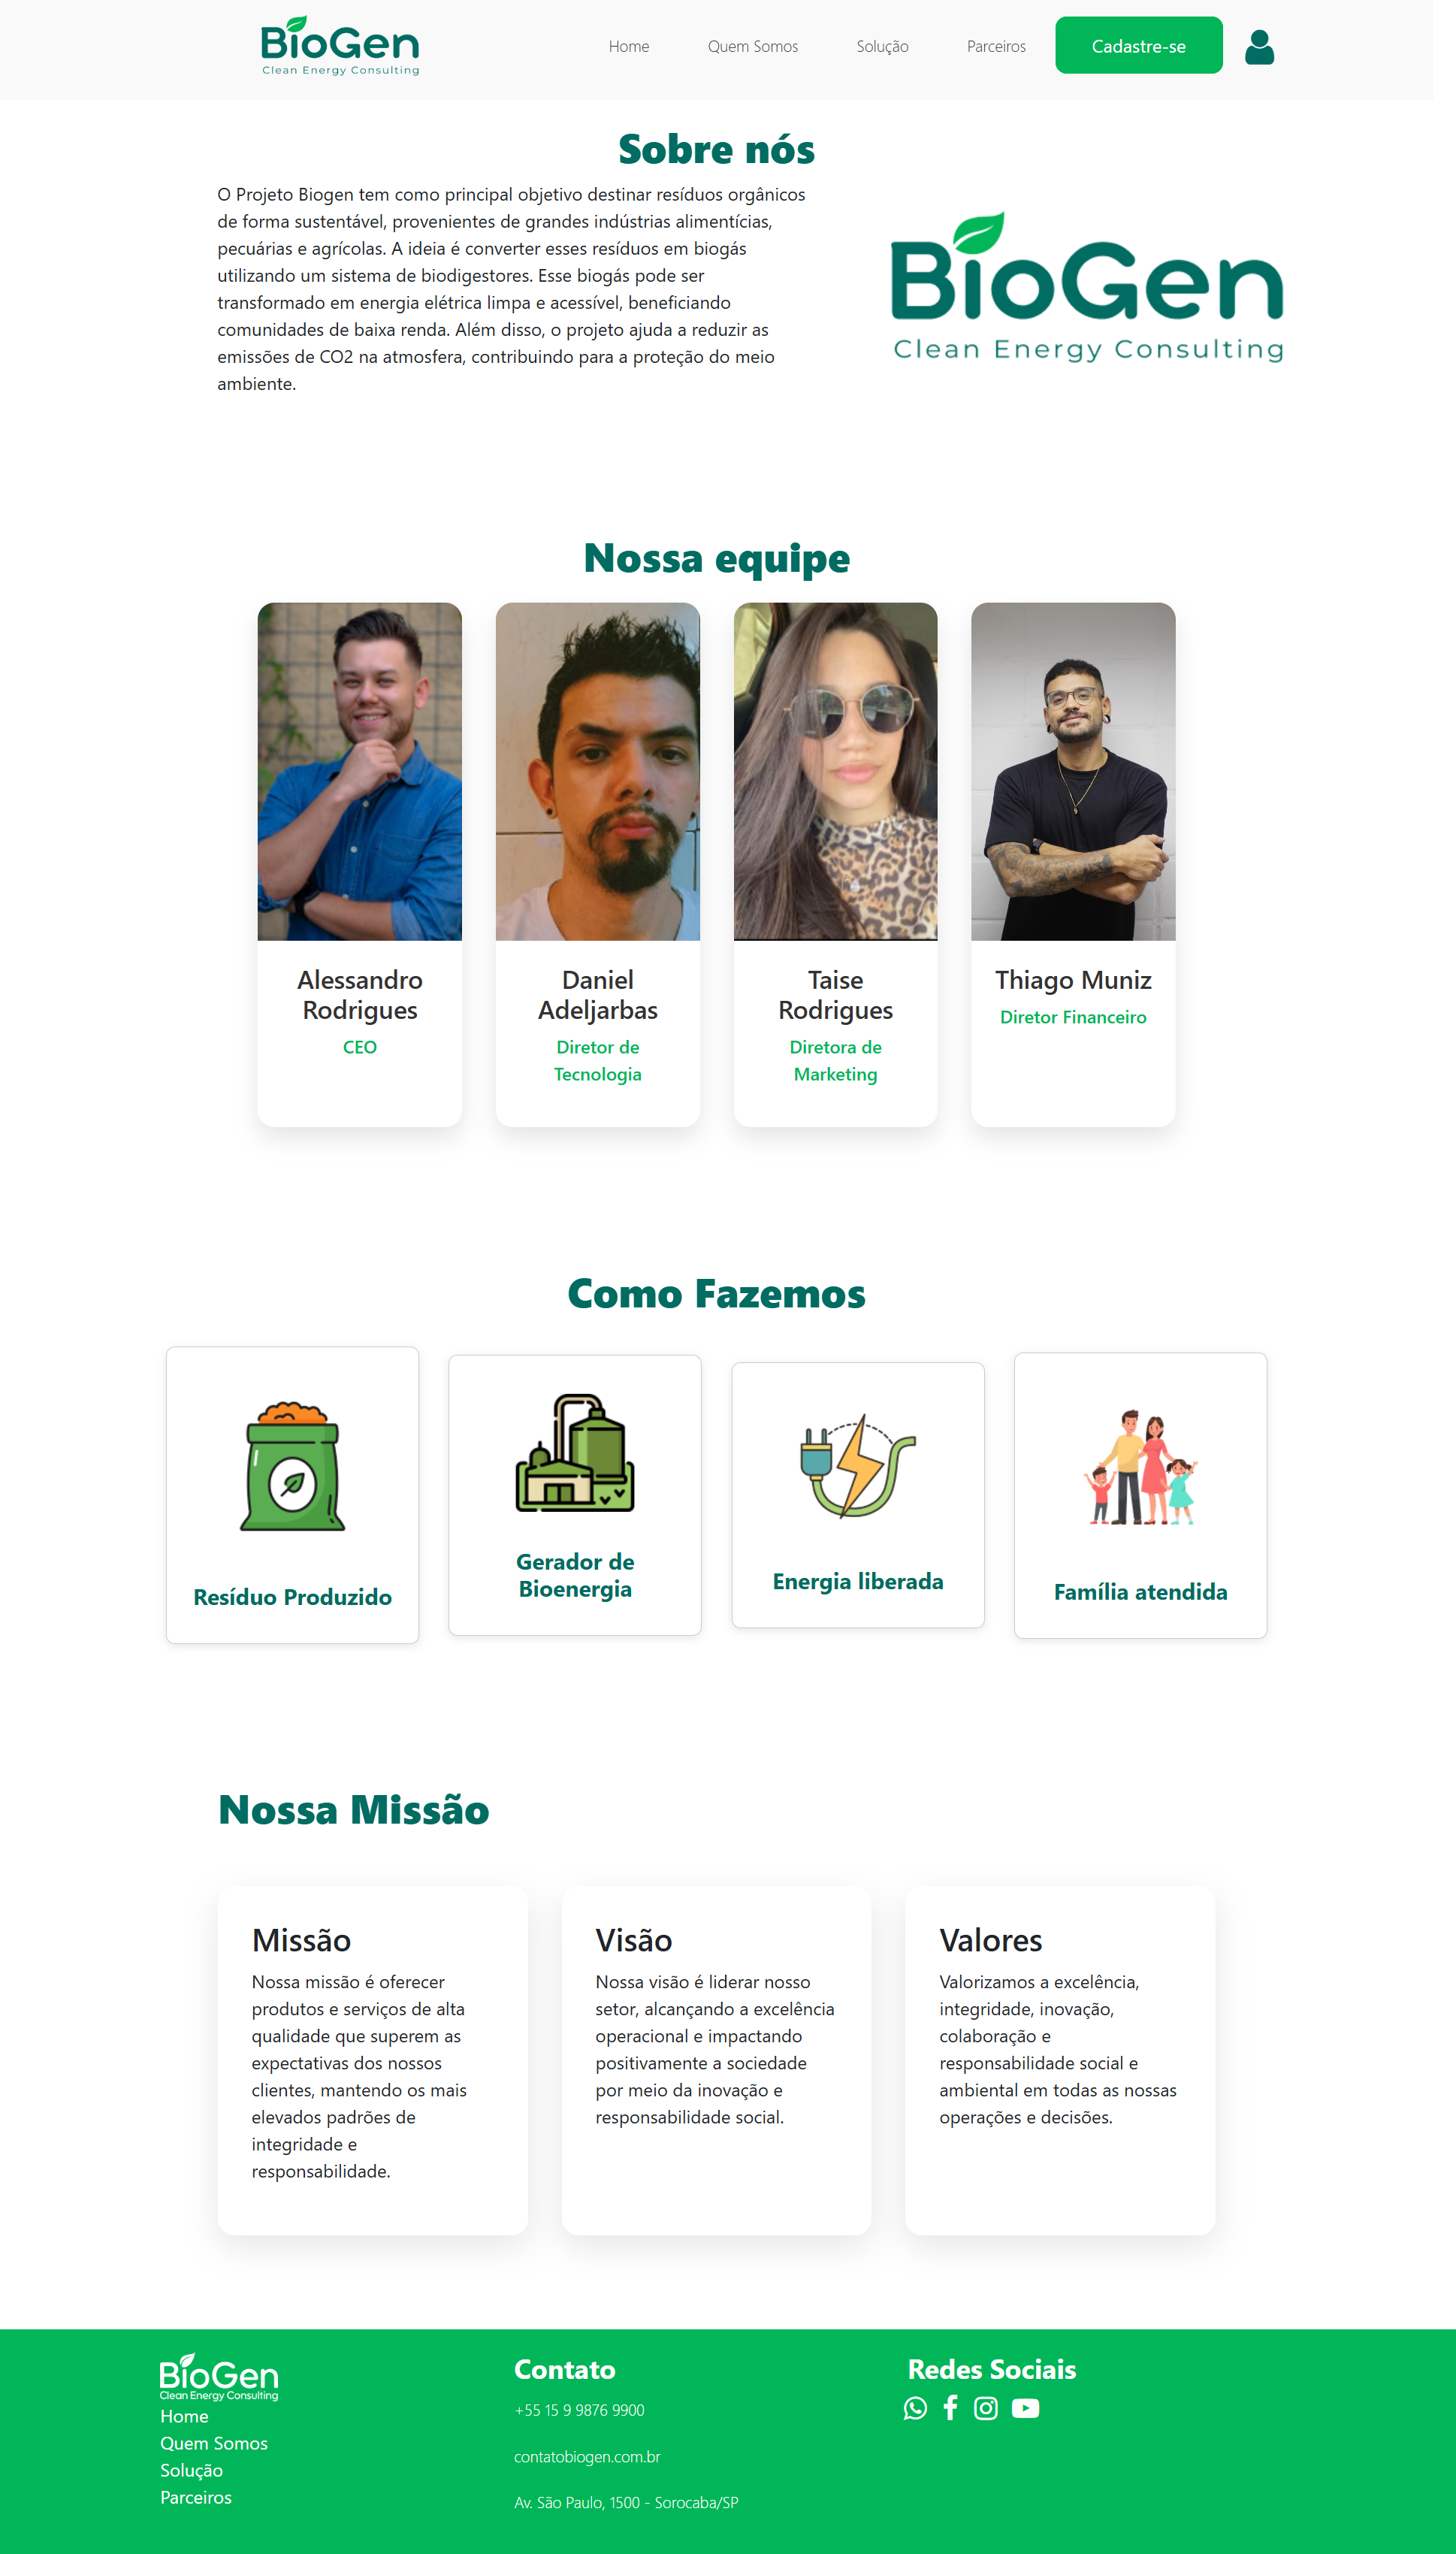 BioGen
Clean Energy Consulting
Home
Quem Somos
Solução
Parceiros
Cadastre-se
Sobre nós
O Projeto Biogen tem como principal objetivo destinar resíduos orgânicos
de forma sustentável, provenientes de grandes indústrias alimentícias,
pecuárias e agrícolas. A ideia é converter esses resíduos em biogás
utilizando um sistema de biodigestores. Esse biogás pode ser
transformado em energia elétrica limpa e acessível, beneficiando
comunidades de baixa renda. Além disso, o projeto ajuda a reduzir as
emissões de CO2 na atmosfera, contribuindo para a proteção do meio
ambiente.
BioGen
Clean Energy Consulting
Nossa equipe
Alessandro
Rodrigues
CEO
Daniel
Adeljarbas
Diretor de
Tecnologia
Taise
Rodrigues
Diretora de
Marketing
Thiago Muniz
Diretor Financeiro
Como Fazemos
Resíduo Produzido
Gerador de
Bioenergia
Energia liberada
Família atendida
Nossa Missão
Missão
Nossa missão é oferecer
produtos e serviços de alta
qualidade que superem as
expectativas dos nossos
clientes, mantendo os mais
elevados padrões de
integridade e
responsabilidade.
Visão
Nossa visão é liderar nosso
setor, alcançando a excelência
operacional e impactando
positivamente a sociedade
por meio da inovação e
responsabilidade social.
Valores
Valorizamos a excelência,
integridade, inovação,
colaboração e
responsabilidade social e
ambiental em todas as nossas
operações e decisões.
BioGen
Clean Energy Consulting
Home
Quem Somos
Solução
Parceiros
Contato
+55 15 9 9876 9900
contatobiogen.com.br
Av. São Paulo, 1500 - Sorocaba/SP
Redes Sociais